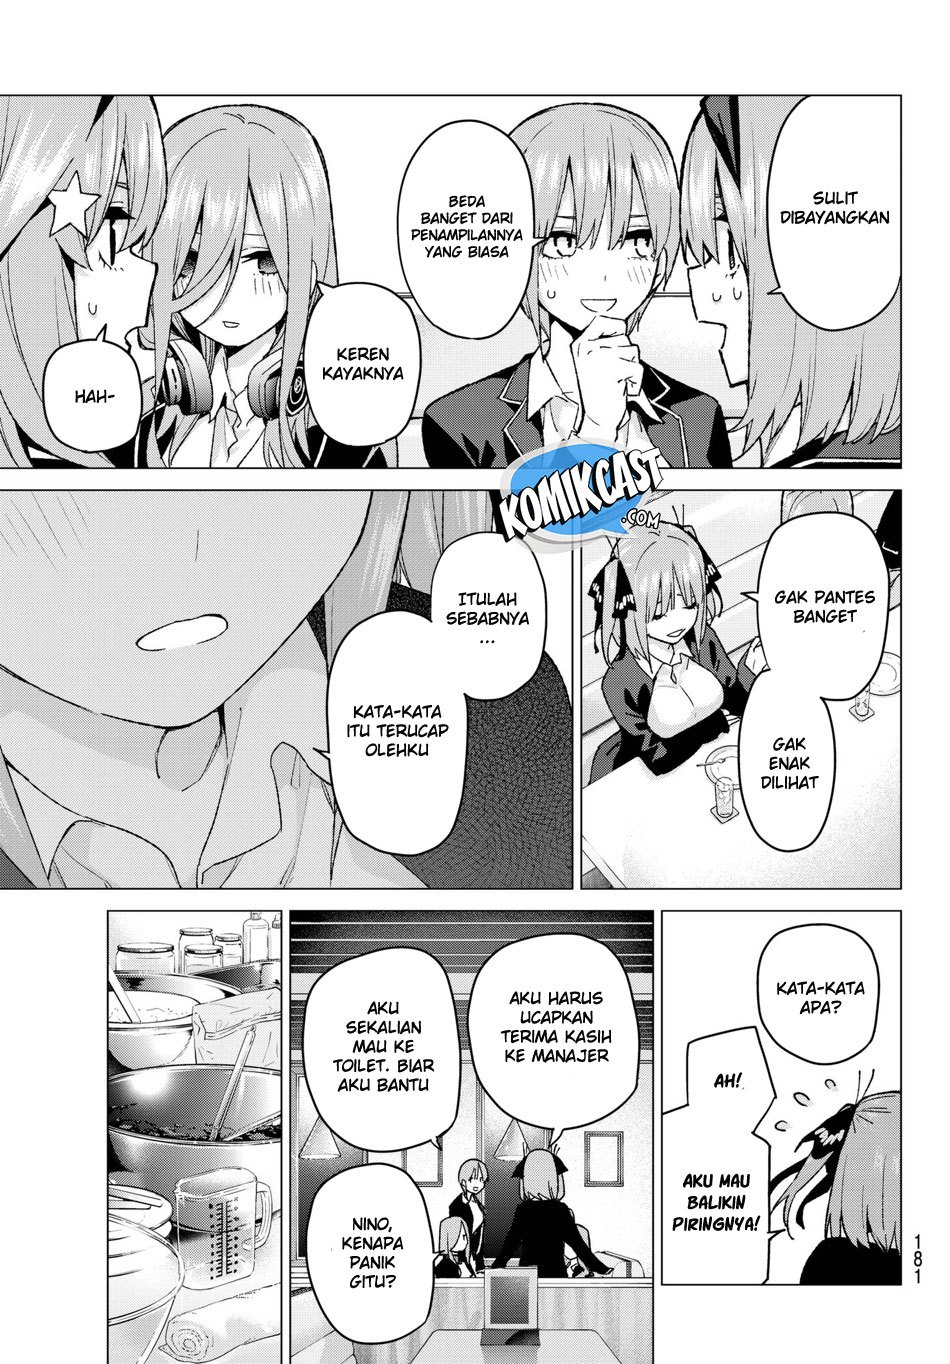 SULIT
DIBAYANGKAN
BEDA
BANGET DARI
PENAMPILANNYA
YANG BIASA
KEREN
KAYAKNYA
HAH-
KOMIKCAST
.COM
GAK PANTES
BANGET
GAK
ENAK
DILIHAT
ITULAH
SEBABNYA
...
KATA-KATA
ITU TERUCAP
OLEHKU
KATA-KATA
APA?
AH!
AKU MAU
BALIKIN
PIRINGNYA!
AKU HARUS
UCAPKAN
TERIMA KASIH
KE MANAJER
AKU
SEKALIAN
MAU KE
TOILET. BIAR
AKU BANTU
NINO,
KENAPA
PANIK
GITU?
181